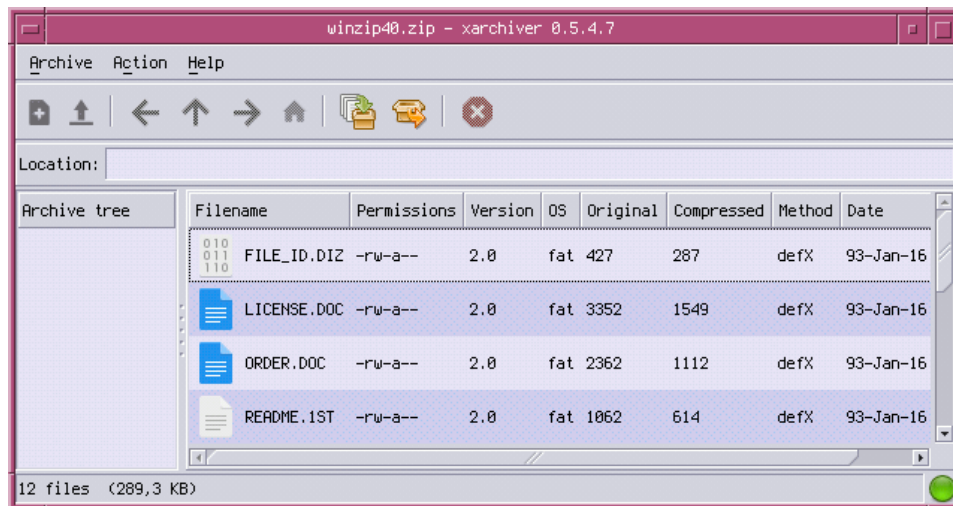 winzip40.zip - xarchiver 0.5.4.7
Archive Action Help
Location:
Archive tree
Filename Permissions Version OS Original Compressed Method Date
010
011
110
FILE_ID.DIZ -rw-a-- 2.0 fat 427 287 defX 93-Jan-16
LICENSE.DOC -rw-a-- 2.0 fat 3352 1549 defX 93-Jan-16
ORDER.DOC -rw-a-- 2.0 fat 2362 1112 defX 93-Jan-16
README.1ST -rw-a-- 2.0 fat 1062 614 defX 93-Jan-16
12 files (289,3 KB)